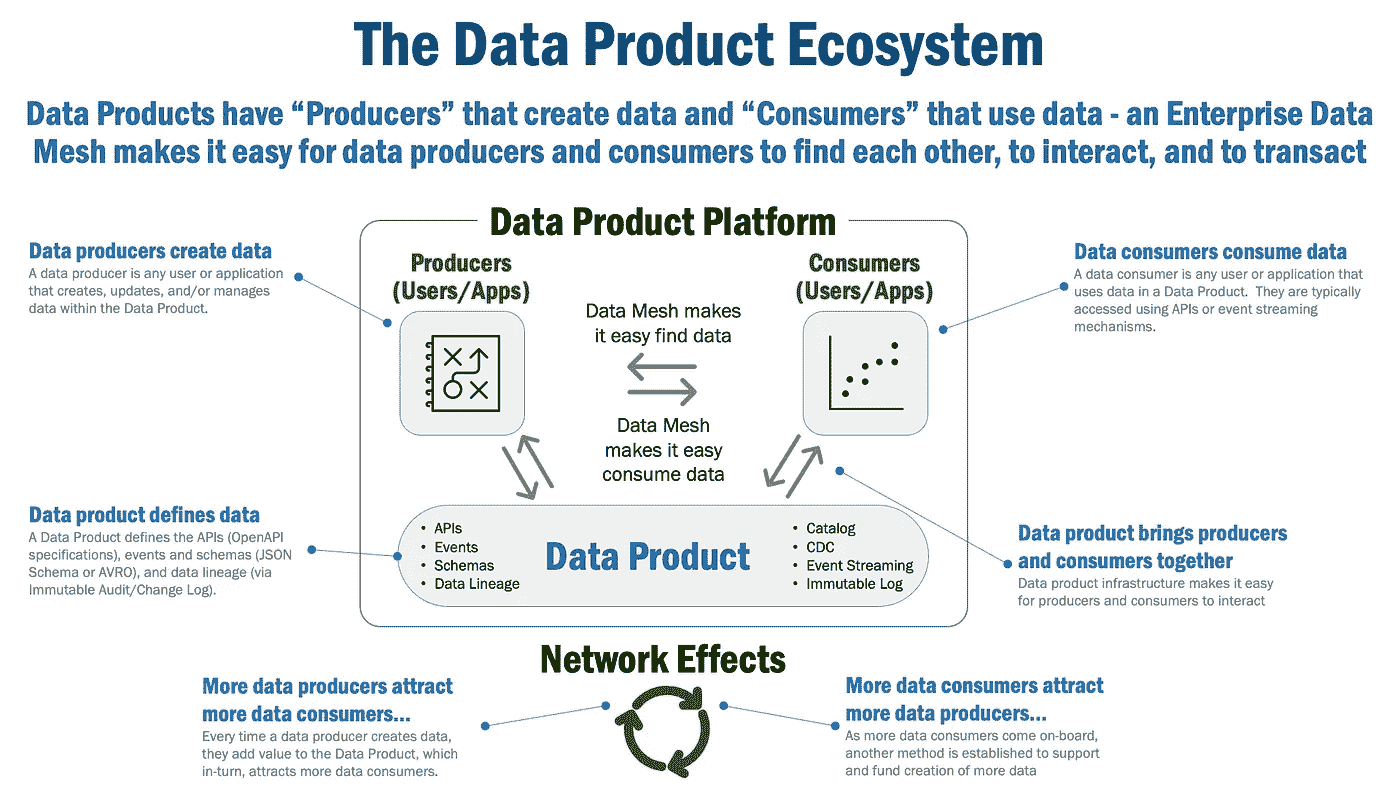 The Data Product Ecosystem
Data Products have “Producers” that create data and “Consumers” that use data - an Enterprise Data
Mesh makes it easy for data producers and consumers to find each other, to interact, and to transact
Data Product Platform
Data producers create data
A data producer is any user or application
that creates, updates, and/or manages
data within the Data Product.
Producers
(Users/Apps)
Data Mesh makes
it easy find data
Data Mesh
makes it easy
consume data
Consumers
(Users/Apps)
Data consumers consume data
A data consumer is any user or application that
uses data in a Data Product. They are typically
accessed using APIs or event streaming
mechanisms.
Data product defines data
A Data Product defines the APIs (OpenAPI
specifications), events and schemas (JSON
Schema or AVRO), and data lineage (via
Immutable Audit/Change Log).
• APIs
• Events
• Schemas
• Data Lineage
Data Product
• Catalog
• CDC
• Event Streaming
• Immutable Log
Data product brings producers
and consumers together
Data product infrastructure makes it easy
for producers and consumers to interact
Network Effects
More data producers attract
more data consumers...
Every time a data producer creates data,
they add value to the Data Product, which
in-turn, attracts more data consumers.
More data consumers attract
more data producers...
As more data consumers come on-board,
another method is established to support
and fund creation of more data